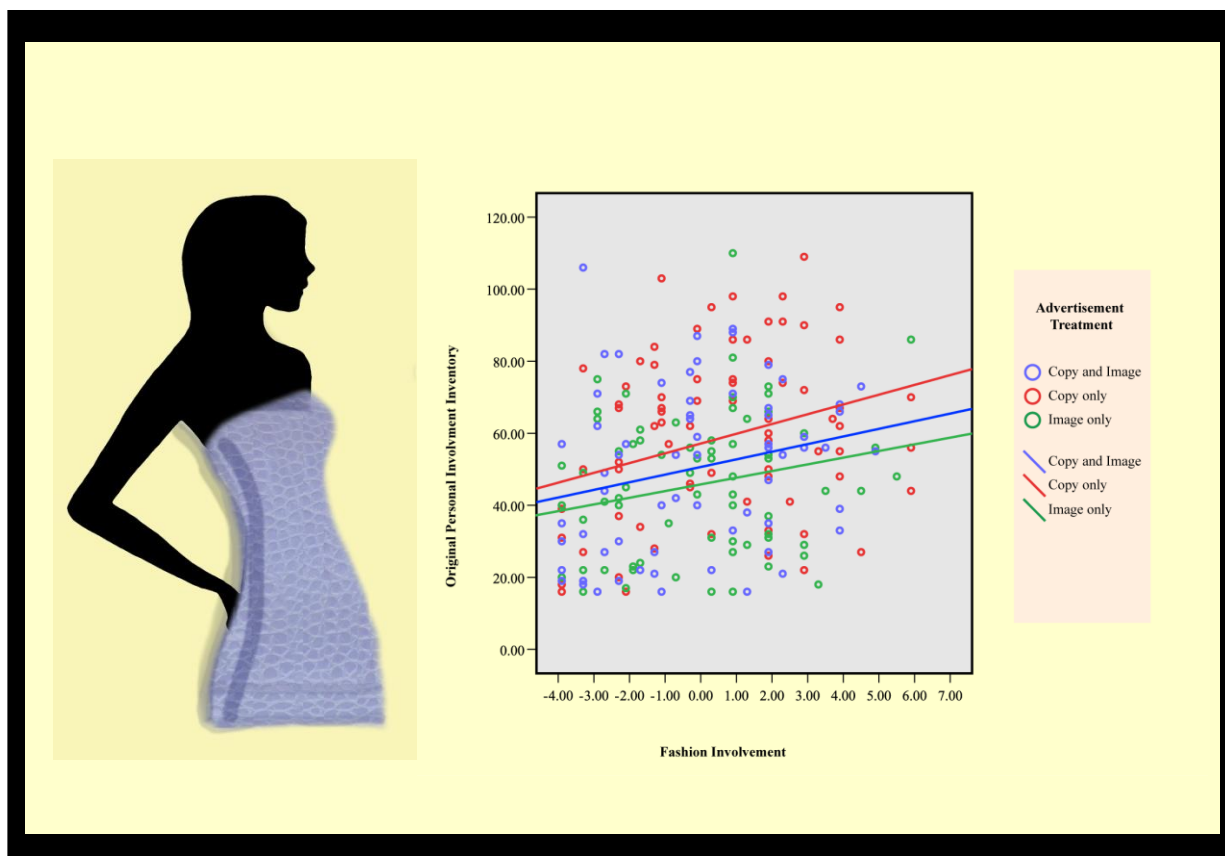 120.00
100.00
80.00
60.00
40.00
20.00
0.00
Original Personal Involvment Inventory
-4.00 -3.00 -2.00 -1.00 0.00 1.00 2.00 3.00 4.00 5.00 6.00 7.00
Fashion Involvement
Advertisement
Treatment
Copy and Image
Copy only
Image only
Copy and Image
Copy only
Image only